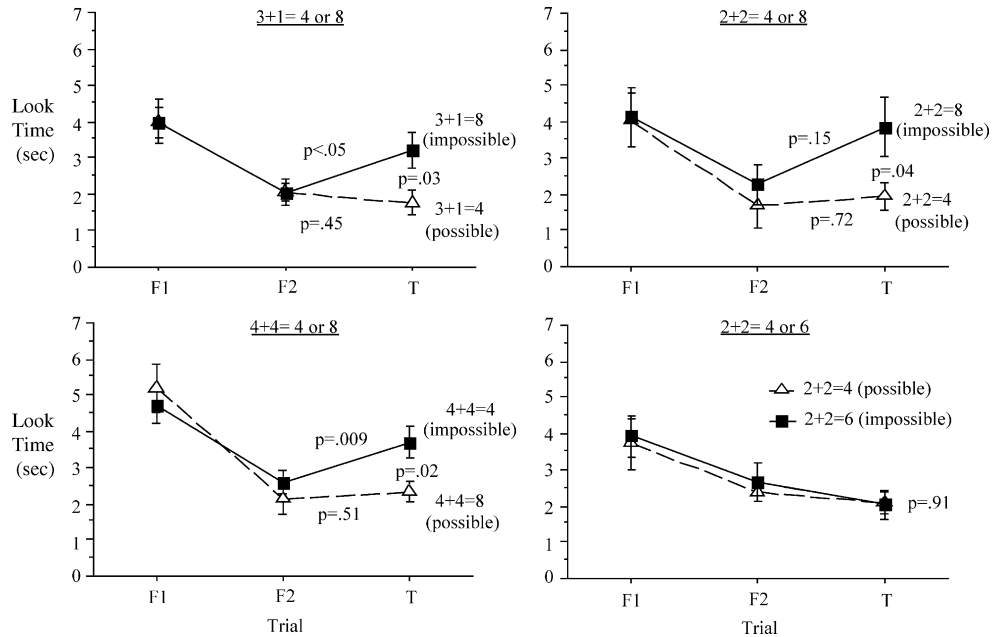 3+1= 4 or 8
7
6
5
4
3
2
1
0
Look
Time
(sec)
p<.05
p=.45
p=.03
3+1=8
(impossible)
3+1=4
(possible)
F1
F2
T
2+2= 4 or 8
7
6
5
4
3
2
1
0
p=.15
p=.72
p=.04
2+2=8
(impossible)
2+2=4
(possible)
F1
F2
T
4+4= 4 or 8
7
6
5
4
3
2
1
0
Look
Time
(sec)
p=.009
p=.51
p=.02
4+4=4
(impossible)
4+4=8
(possible)
F1
F2
T
Trial
2+2= 4 or 6
7
6
5
4
3
2
1
0
2+2=4 (possible)
2+2=6 (impossible)
p=.91
F1
F2
T
Trial